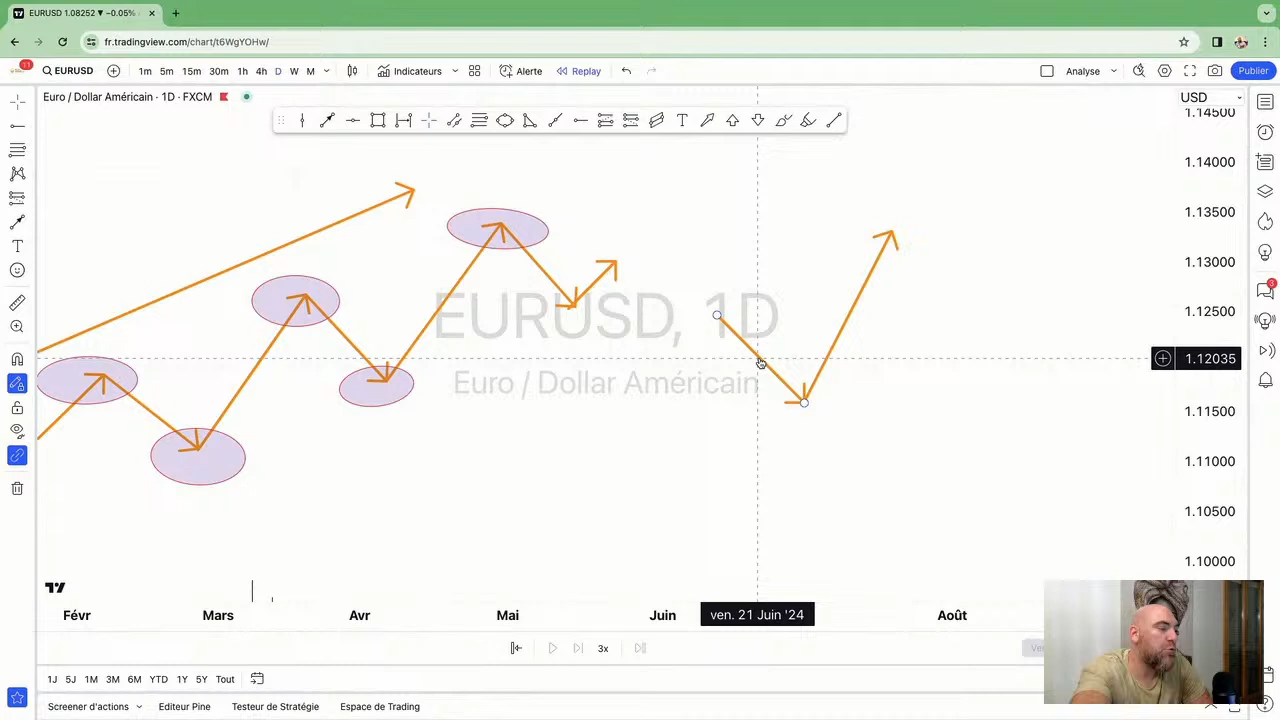 EURUSD 1.08252 ▼ −0.05%
fr.tradingview.com/chart/t6WgYOHw/
11
EURUSD
1m 5m 15m 30m 1h 4h D W M
Indicateurs
Alerte
Replay
Analyse
Publier
Euro / Dollar Américain · 1D · FXCM
USD
1.14500
1.14000
1.13500
1.13000
1.12500
1.12035
1.11500
1.11000
1.10500
1.10000
EURUSD, 1D
Euro / Dollar Américain
3
Févr Mars Avr Mai Juin ven. 21 Juin '24 Août
3x
1J 5J 1M 3M 6M YTD 1Y 5Y Tout
Screener d'actions Editeur Pine Testeur de Stratégie Espace de Trading